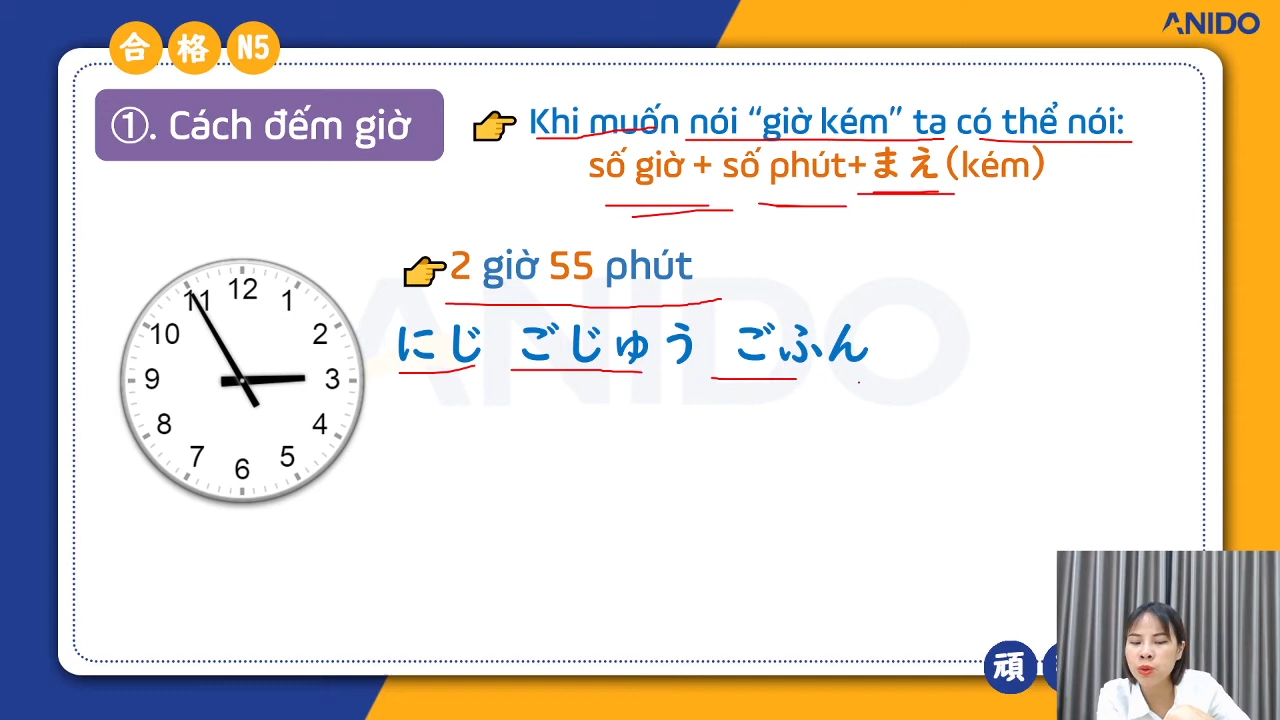 ANIDO
合 格 N5
①. Cách đếm giờ
Khi muốn nói “giờ kém” ta có thể nói:
số giờ + số phút+ まえ (kém)
2 giờ 55 phút
にじ ごじゅう ごふん
ANIDO
12
1
2
3
4
5
6
7
8
9
10
11
頑